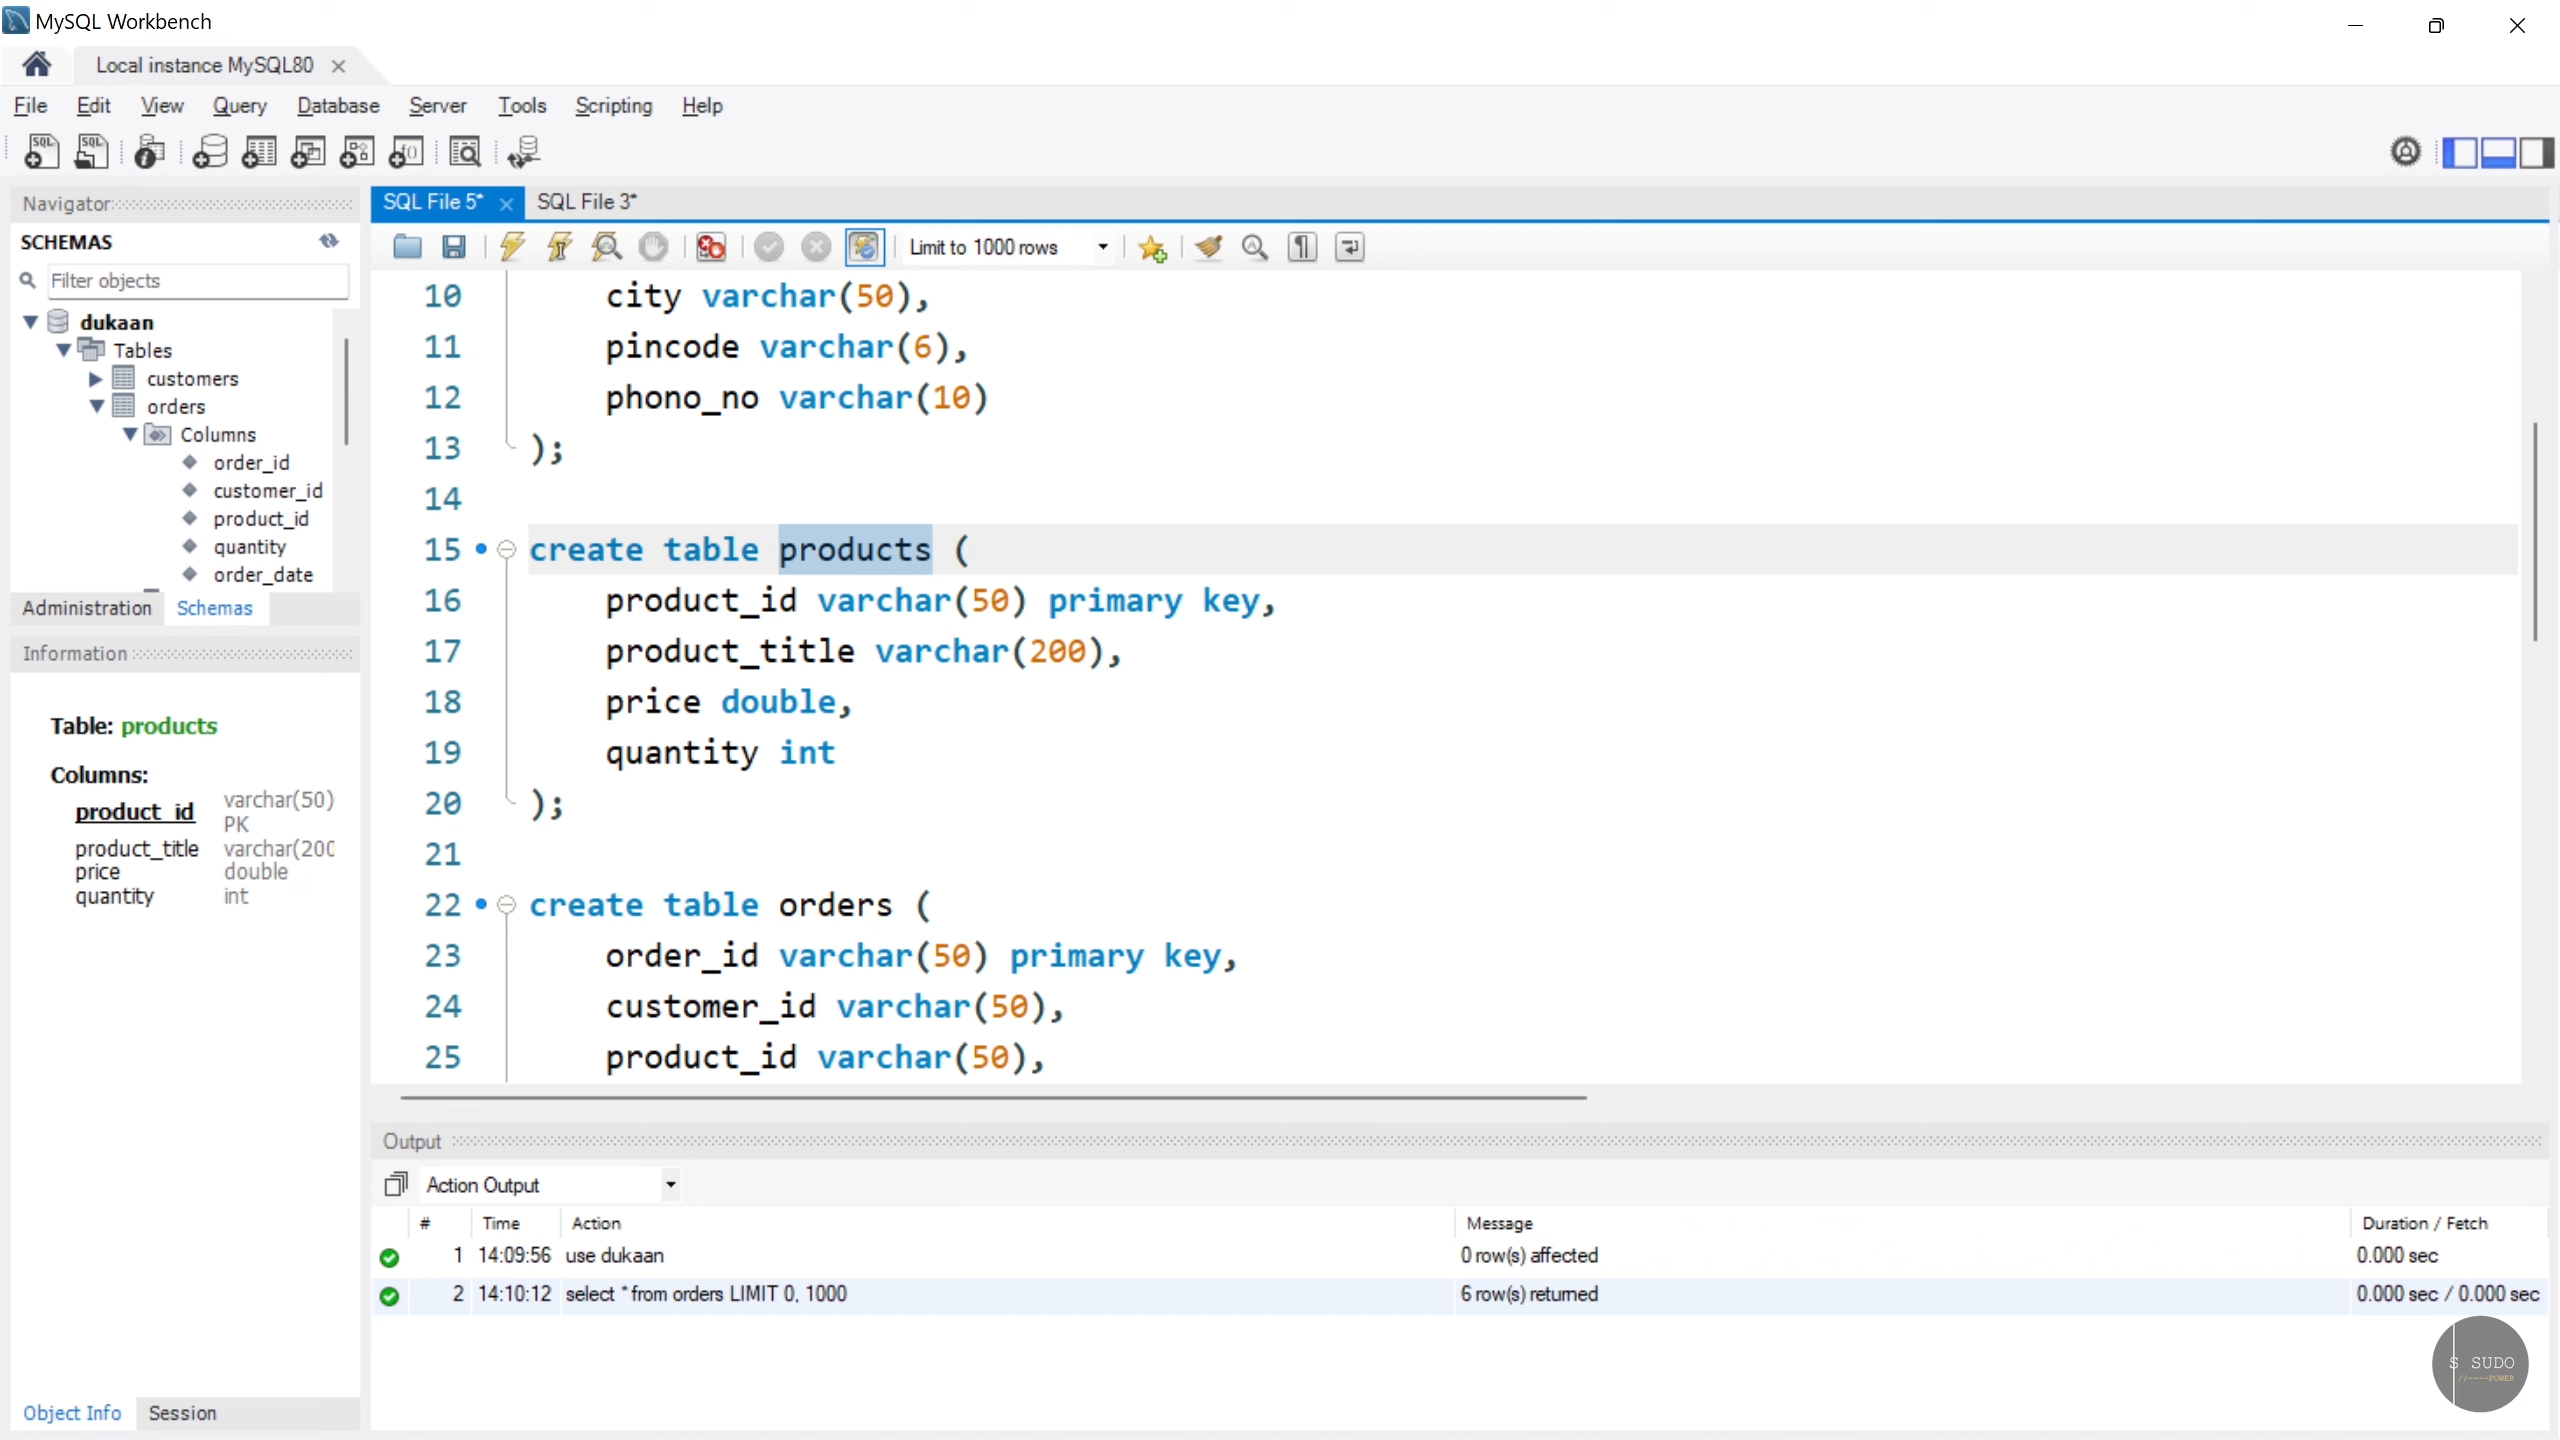 MySQL Workbench
Local instance MySQL80
File Edit View Query Database Server Tools Scripting Help
Navigator
SCHEMAS
Filter objects
dukaan
Tables
customers
orders
Columns
order_id
customer_id
product_id
quantity
order_date
Administration Schemas
Information
Table: products
Columns:
product_id varchar(50) PK
product_title varchar(200
price double
quantity int
Object Info Session
SQL File 5* SQL File 3*
Limit to 1000 rows
10 city varchar(50),
11 pincode varchar(6),
12 phono_no varchar(10)
13 );
14
15 create table products (
16 product_id varchar(50) primary key,
17 product_title varchar(200),
18 price double,
19 quantity int
20 );
21
22 create table orders (
23 order_id varchar(50) primary key,
24 customer_id varchar(50),
25 product_id varchar(50),
Output
Action Output
# Time Action Message Duration / Fetch
1 14:09:56 use dukaan 0 row(s) affected 0.000 sec
2 14:10:12 select * from orders LIMIT 0, 1000 6 row(s) returned 0.000 sec / 0.000 sec
S SUDO
//----POWER